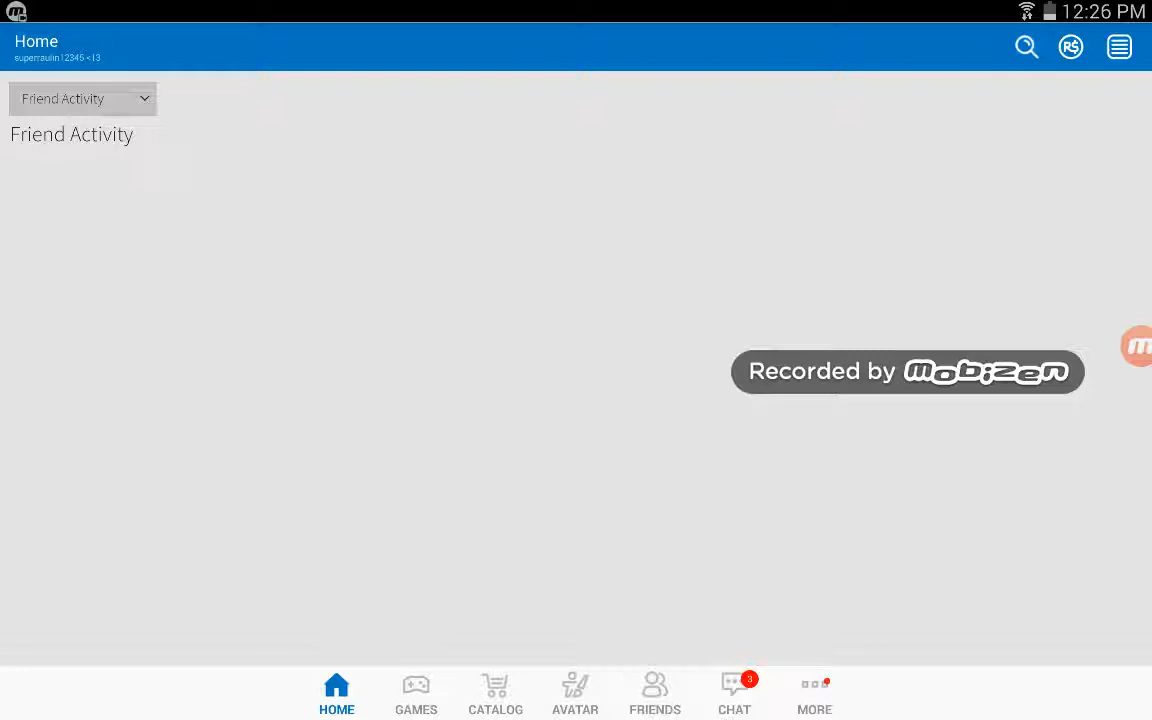 12:26 PM
Home
superraulin12345 <13
R$
Friend Activity
Friend Activity
Recorded by mobizen
HOME
GAMES
CATALOG
AVATAR
FRIENDS
3
CHAT
MORE